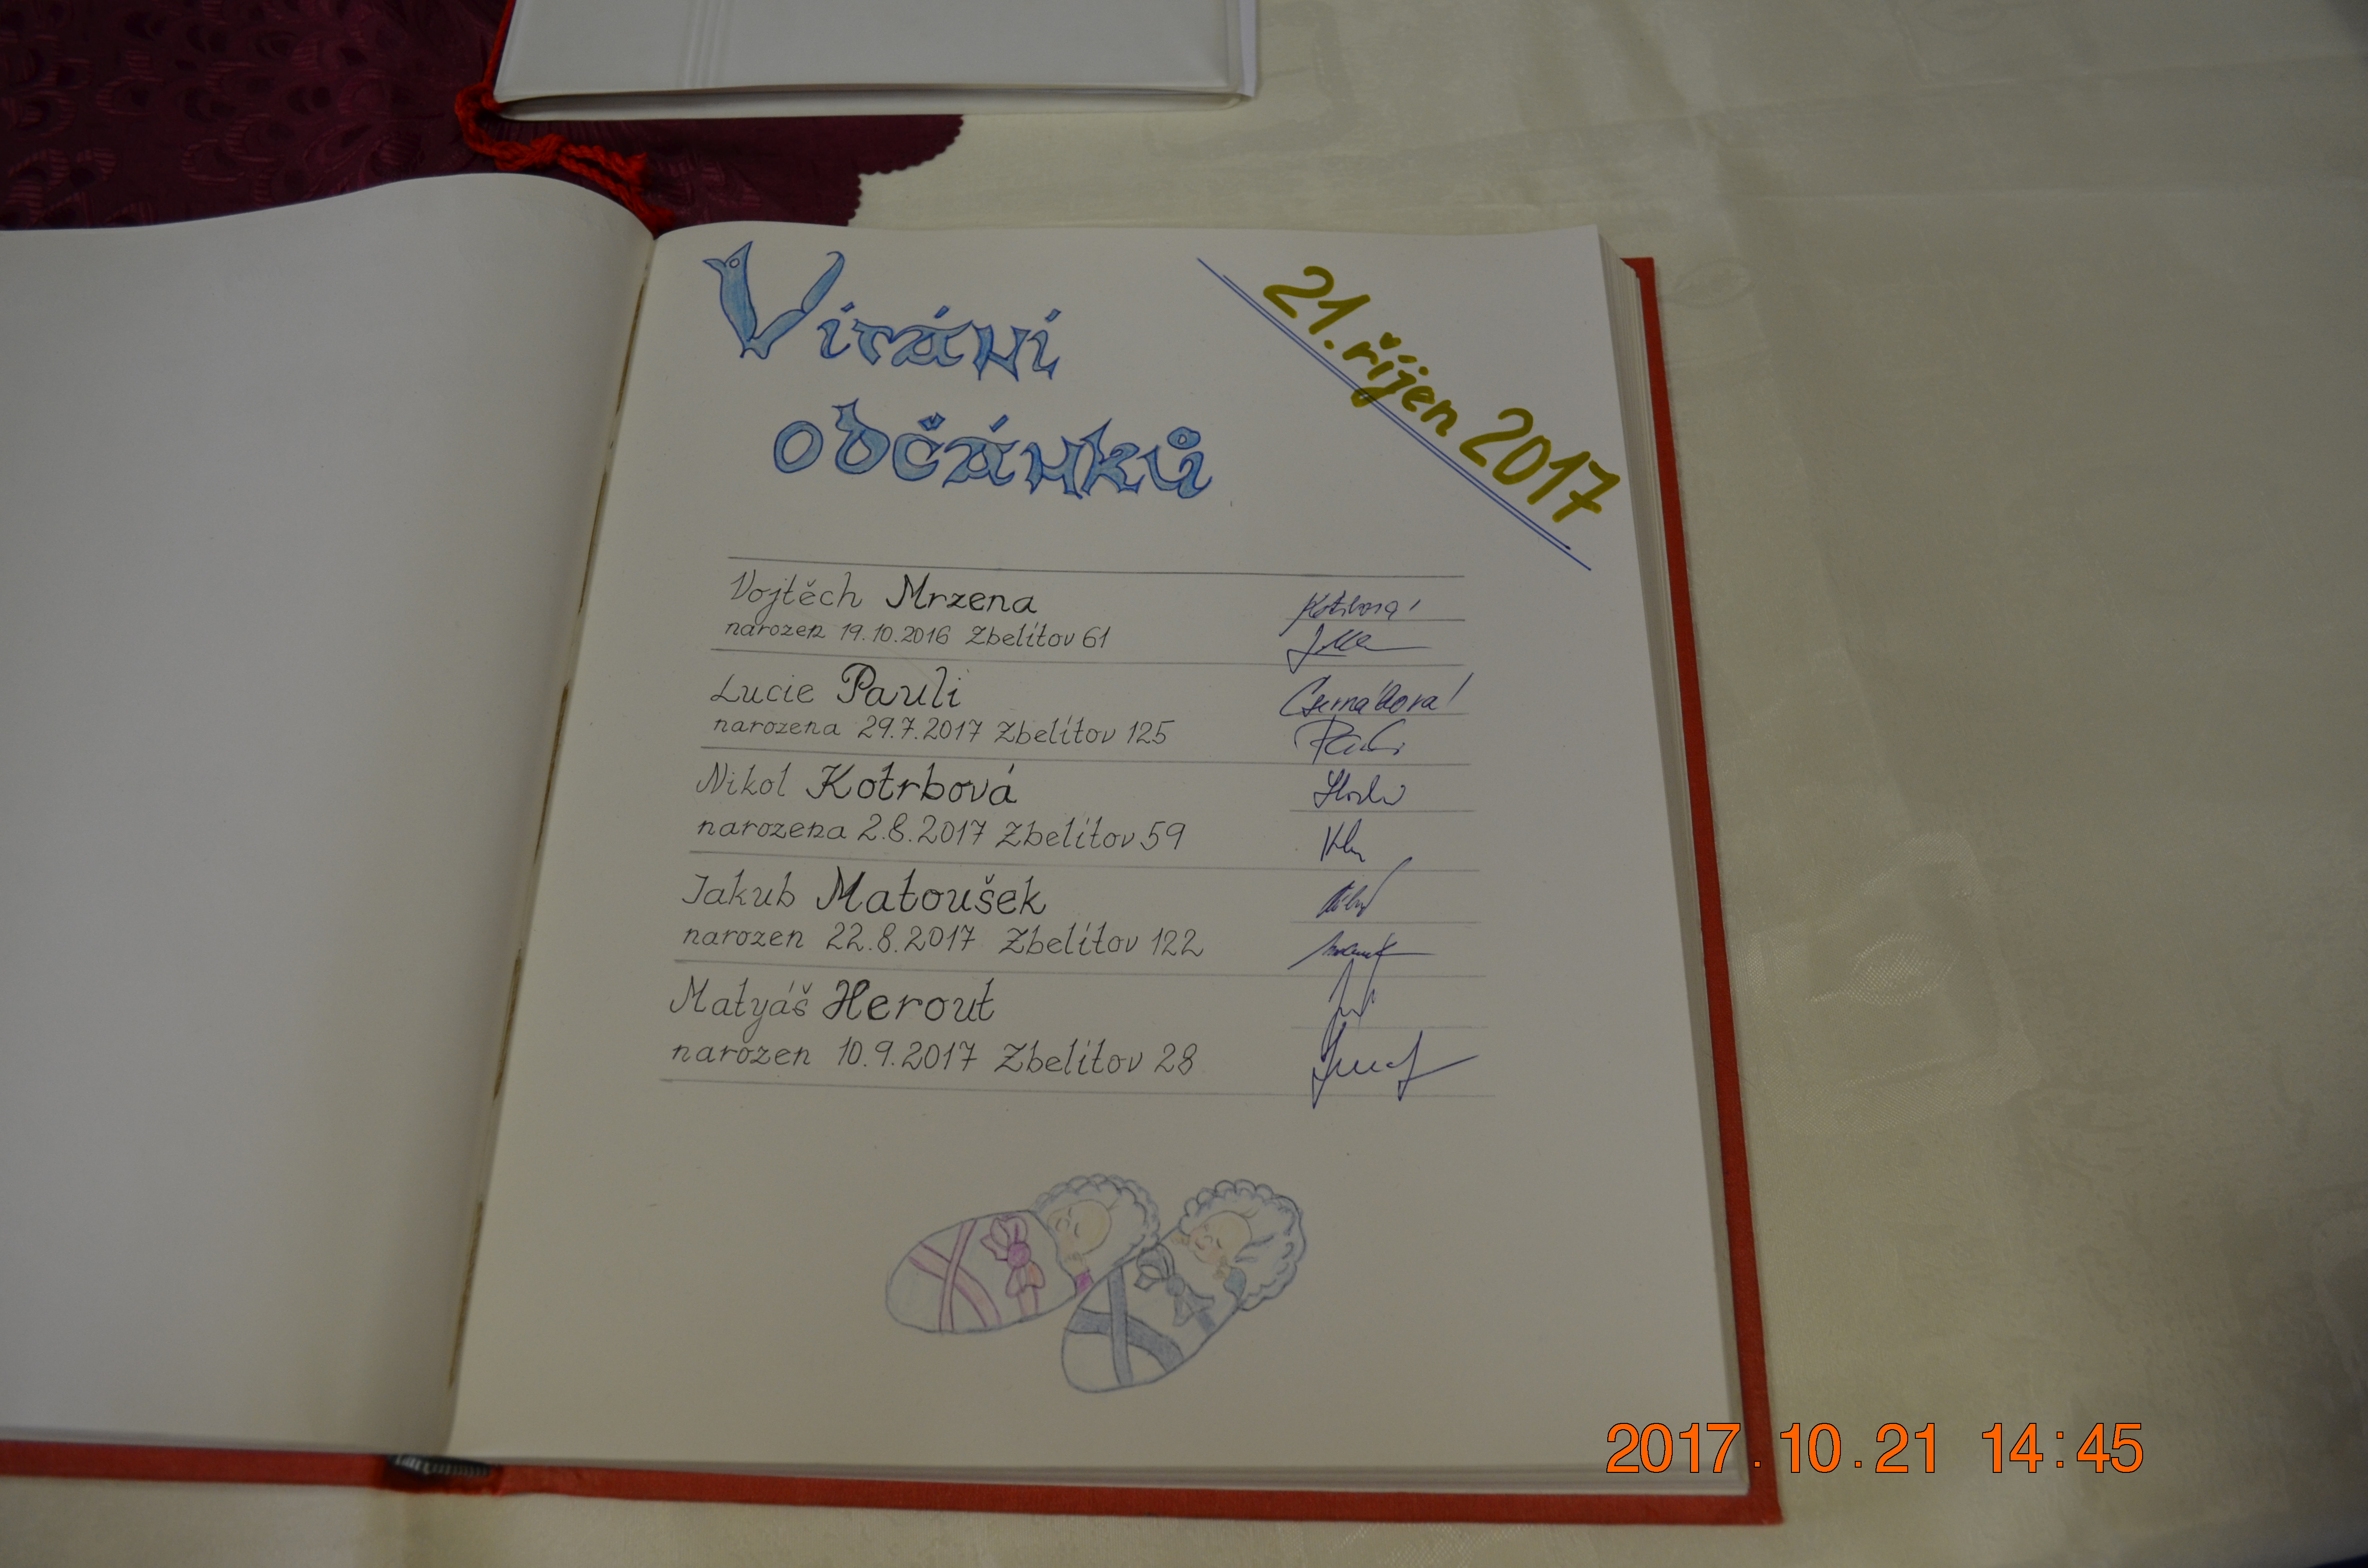 Vítání
občánků
21. říjen 2017
Vojtěch Mrzena
narozen 19.10.2016 Zbelítov 61
Lucie Pauli
narozena 29.7.2017 Zbelítov 125
Nikol Kotrbová
narozena 2.8.2017 Zbelítov 59
Jakub Matoušek
narozen 22.8.2017 Zbelítov 122
Matyáš Herout
narozen 10.9.2017 Zbelítov 28
2017.10.21 14:45